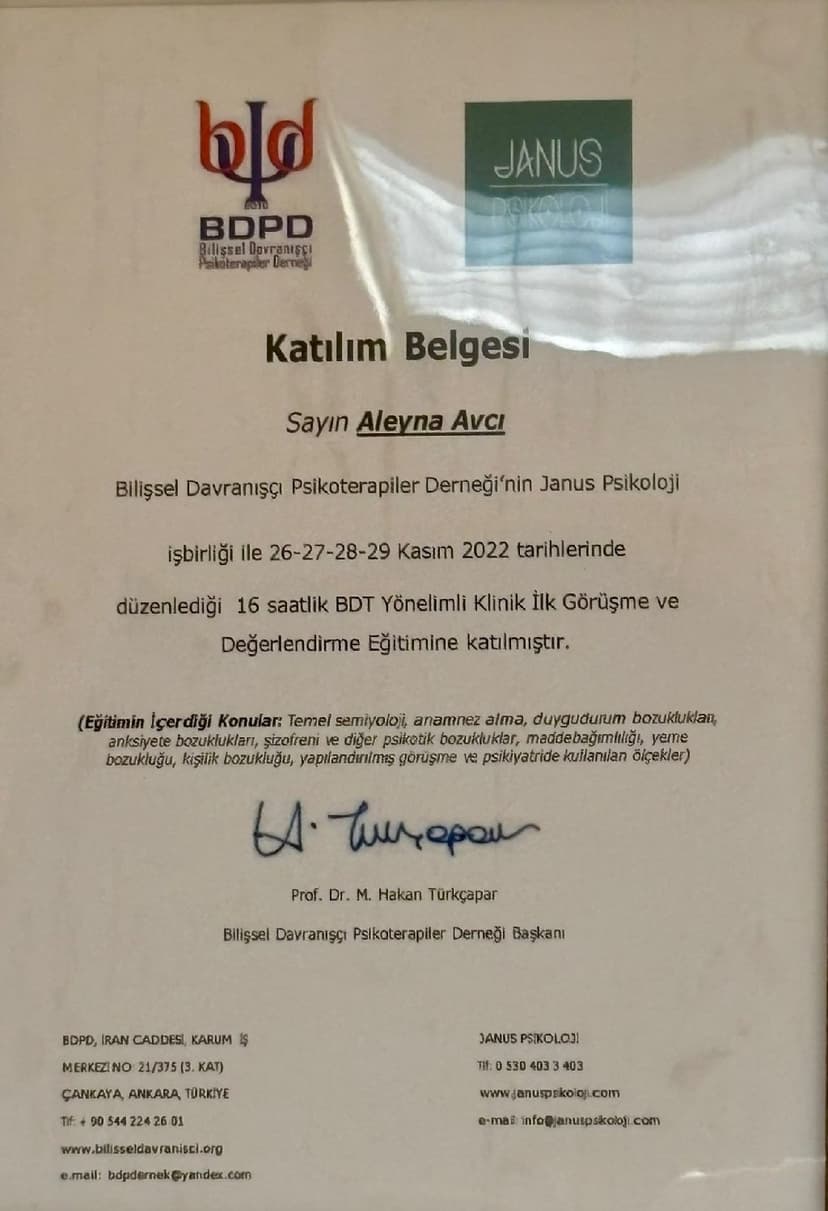 BDPD
Bilişsel Davranışçı
Psikoterapiler Derneği
JANUS
PSİKOLOJİ
Katılım Belgesi
Sayın Aleyna Avcı
Bilişsel Davranışçı Psikoterapiler Derneği'nin Janus Psikoloji
işbirliği ile 26-27-28-29 Kasım 2022 tarihlerinde
düzenlediği 16 saatlik BDT Yönelimli Klinik İlk Görüşme ve
Değerlendirme Eğitimine katılmıştır.
(Eğitimin İçerdiği Konular: Temel semiyoloji, anamnez alma, duygudurum bozuklukları,
anksiyete bozuklukları, şizofreni ve diğer psikotik bozukluklar, maddebağımlılığı, yeme
bozukluğu, kişilik bozukluğu, yapılandırılmış görüşme ve psikiyatride kullanılan ölçekler)
H. Türkçapar
Prof. Dr. M. Hakan Türkçapar
Bilişsel Davranışçı Psikoterapiler Derneği Başkanı
BDPD, İRAN CADDESİ, KARUM İŞ
MERKEZİ NO: 21/375 (3. KAT)
ÇANKAYA, ANKARA, TÜRKİYE
Tlf: + 90 544 224 26 01
www.bilisseldavranisci.org
e.mail: bdpdernek@yandex.com
JANUS PSİKOLOJİ
Tlf: 0 530 403 3 403
www.januspsikoloji.com
e-mail: info@januspsikoloji.com